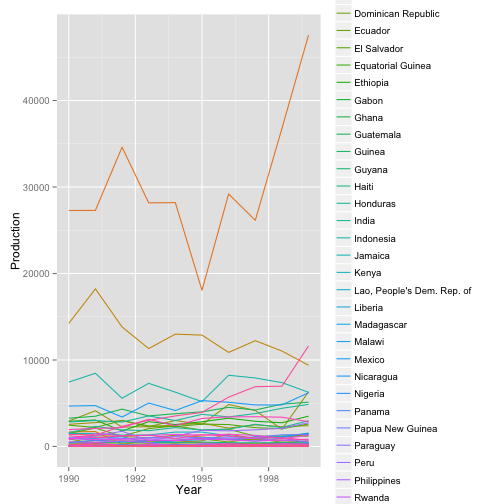 Production
40000
30000
20000
10000
0
1990
1992
1995
1998
Year
Dominican Republic
Ecuador
El Salvador
Equatorial Guinea
Ethiopia
Gabon
Ghana
Guatemala
Guinea
Guyana
Haiti
Honduras
India
Indonesia
Jamaica
Kenya
Lao, People's Dem. Rep. of
Liberia
Madagascar
Malawi
Mexico
Nicaragua
Nigeria
Panama
Papua New Guinea
Paraguay
Peru
Philippines
Rwanda